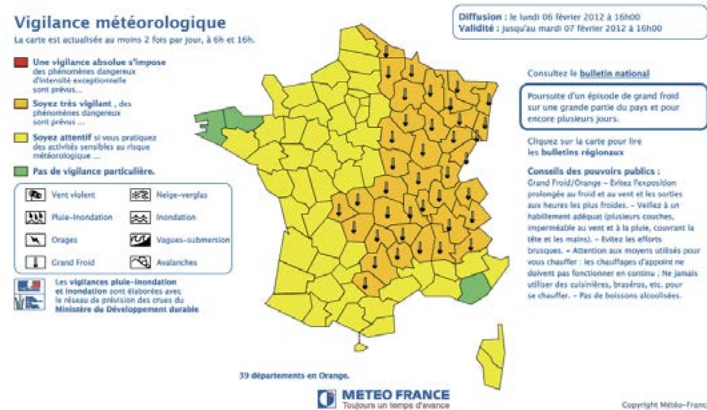 Vigilance météorologique
La carte est actualisée au moins 2 fois par jour, à 6h et 16h.
Une vigilance absolue s'impose
des phénomènes dangereux
d'intensité exceptionnelle
sont prévus...
Soyez très vigilant , des
phénomènes dangereux
sont prévus ...
Soyez attentif si vous pratiquez
des activités sensibles au risque
météorologique ...
Pas de vigilance particulière.
Vent violent
Neige-verglas
Pluie-Inondation
Inondation
Orages
Vagues-submersion
Grand Froid
Avalanches
Les vigilances pluie-inondation
et inondation sont élaborées avec
le réseau de prévision des crues du
Ministère du Développement durable
39 départements en Orange.
METEO FRANCE
Toujours un temps d'avance
Diffusion : le lundi 06 février 2012 à 16h00
Validité : jusqu'au mardi 07 février 2012 à 16h00
Consultez le bulletin national
Poursuite d'un épisode de grand froid
sur une grande partie du pays et pour
encore plusieurs jours.
Cliquez sur la carte pour lire
les bulletins régionaux
Conseils des pouvoirs publics :
Grand Froid/Orange - Evitez l'exposition
prolongée au froid et au vent et les sorties
aux heures les plus froides. - Veillez à un
habillement adéquat (plusieurs couches,
imperméable au vent et à la pluie, couvrant la
tête et les mains). - Evitez les efforts
brusques. - Attention aux moyens utilisés pour
vous chauffer : les chauffages d'appoint ne
doivent pas fonctionner en continu ; Ne jamais
utiliser des cuisinières, braséros, etc. pour
se chauffer. - Pas de boissons alcoolisées.
Copyright Météo-France